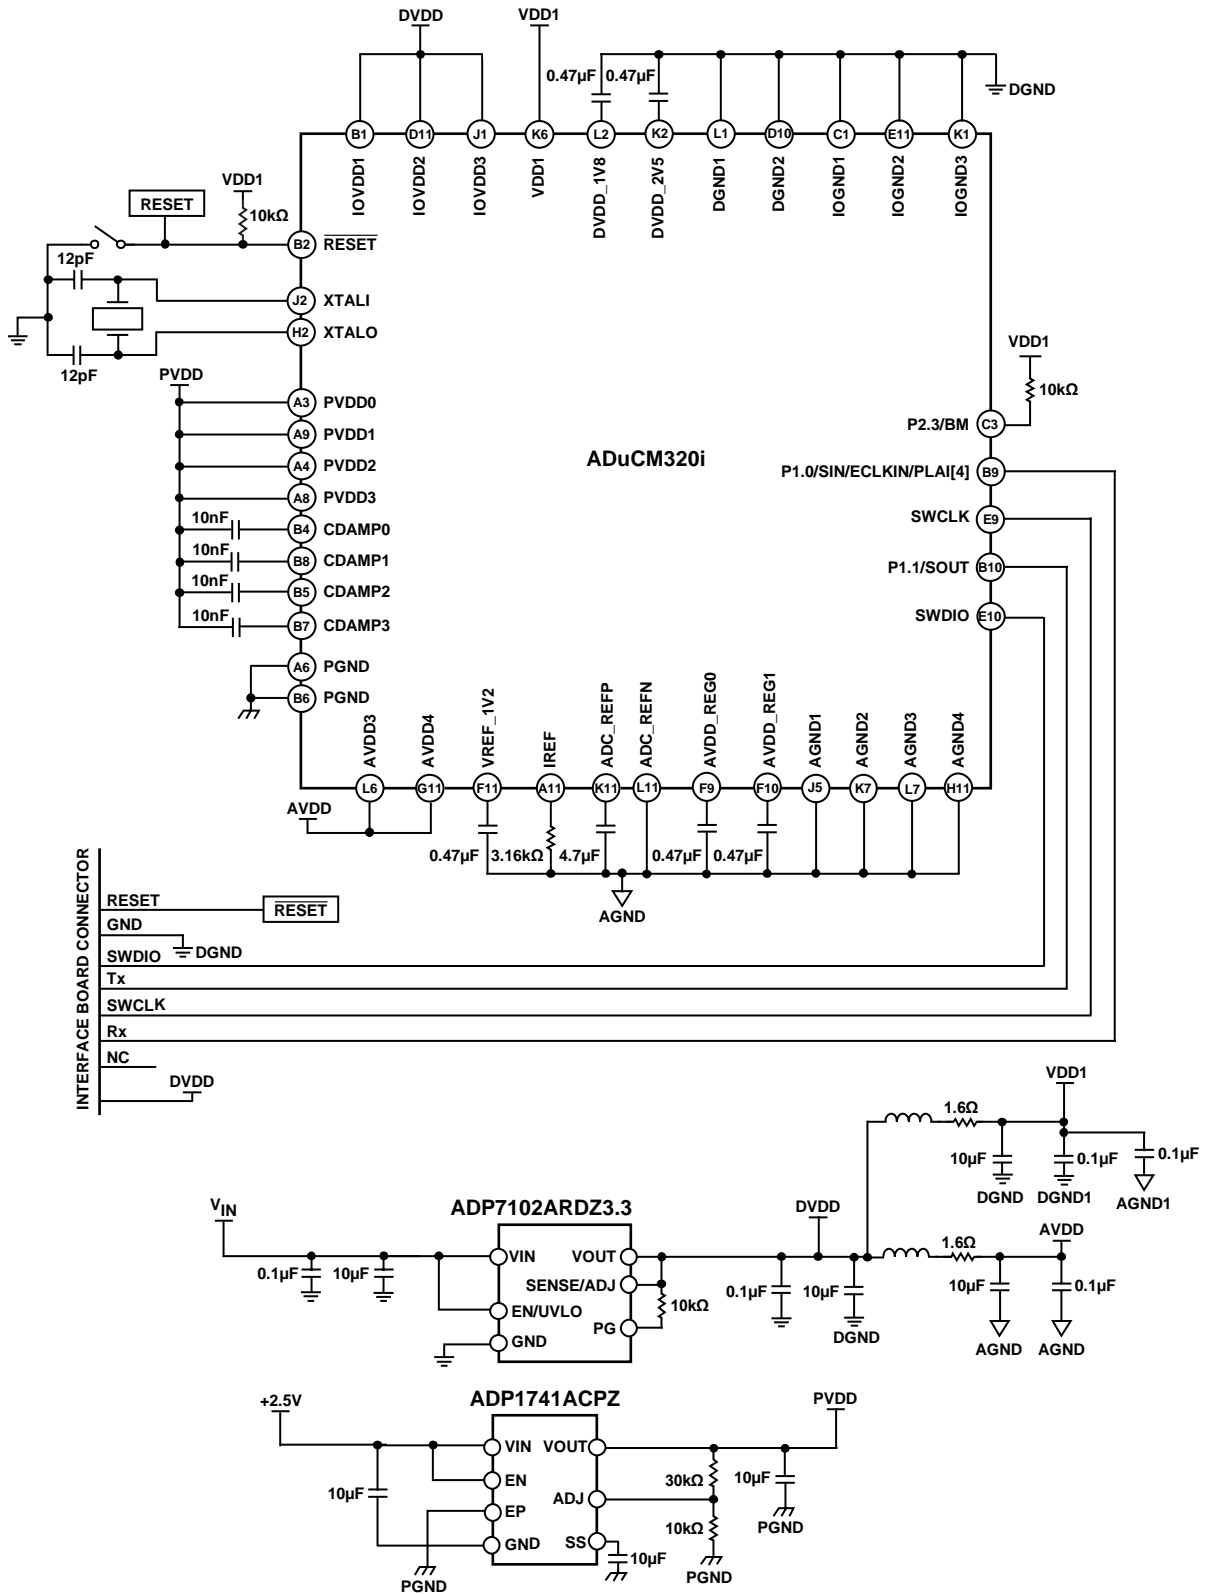 DVDD
VDD1
0.47µF
0.47µF
DGND
B1
D11
J1
K6
L2
K2
L1
D10
C1
E11
K1
IOVDD1
IOVDD2
IOVDD3
VDD1
DVDD_1V8
DVDD_2V5
DGND1
DGND2
IOGND1
IOGND2
IOGND3
VDD1
RESET
10kΩ
B2
RESET
12pF
J2
XTALI
H2
XTALO
12pF
PVDD
A3
PVDD0
A9
PVDD1
A4
PVDD2
A8
PVDD3
10nF
B4
CDAMP0
10nF
B8
CDAMP1
10nF
B5
CDAMP2
10nF
B7
CDAMP3
A6
PGND
B6
PGND
ADuCM320i
VDD1
10kΩ
P2.3/BM
C3
P1.0/SIN/ECLKIN/PLAI[4]
B9
SWCLK
E9
P1.1/SOUT
B10
SWDIO
E10
AVDD3
AVDD4
VREF_1V2
IREF
ADC_REFP
ADC_REFN
AVDD_REG0
AVDD_REG1
AGND1
AGND2
AGND3
AGND4
L6
G11
F11
A11
K11
L11
F9
F10
J5
K7
L7
H11
AVDD
0.47µF
3.16kΩ
4.7µF
0.47µF
0.47µF
AGND
INTERFACE BOARD CONNECTOR
RESET
RESET
GND
DGND
SWDIO
Tx
SWCLK
Rx
NC
DVDD
VDD1
1.6Ω
10µF
0.1µF
0.1µF
DGND
DGND1
AGND1
ADP7102ARDZ3.3
VIN
VIN
VOUT
SENSE/ADJ
EN/UVLO
PG
GND
0.1µF
10µF
10kΩ
DVDD
0.1µF
10µF
DGND
1.6Ω
AVDD
10µF
0.1µF
AGND
AGND
ADP1741ACPZ
+2.5V
VIN
VOUT
EN
EP
ADJ
GND
SS
10µF
PGND
10µF
30kΩ
10kΩ
PGND
PVDD
10µF
PGND